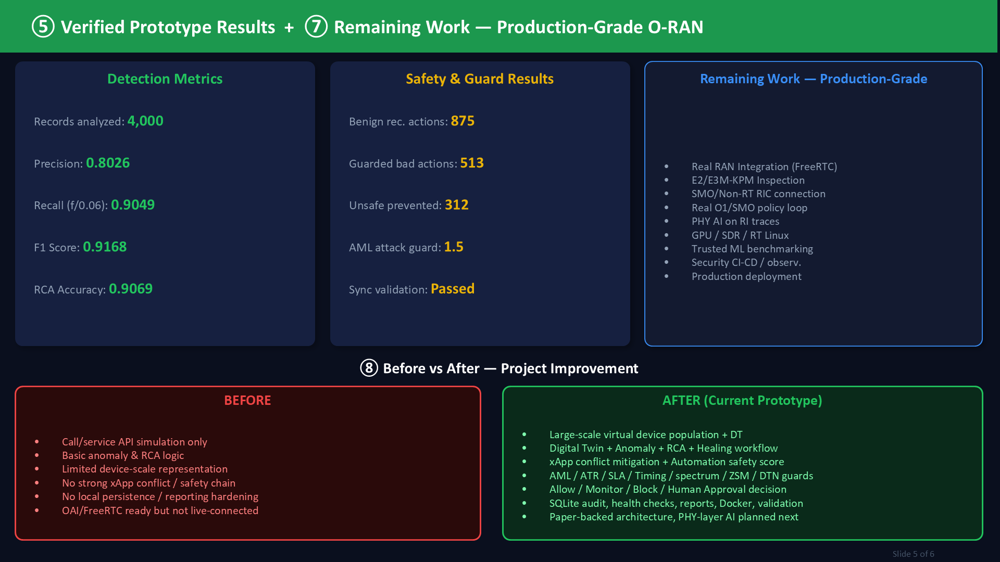 ⑤ Verified Prototype Results + ⑦ Remaining Work — Production-Grade O-RAN
Detection Metrics
Records analyzed: 4,000
Precision: 0.8026
Recall (f/0.06): 0.9049
F1 Score: 0.9168
RCA Accuracy: 0.9069
Safety & Guard Results
Benign rec. actions: 875
Guarded bad actions: 513
Unsafe prevented: 312
AML attack guard: 1.5
Sync validation: Passed
Remaining Work — Production-Grade
• Real RAN Integration (FreeRTC)
• E2/E3M-KPM Inspection
• SMO/Non-RT RIC connection
• Real O1/SMO policy loop
• PHY AI on RI traces
• GPU / SDR / RT Linux
• Trusted ML benchmarking
• Security CI-CD / observ.
• Production deployment
⑧ Before vs After — Project Improvement
BEFORE
• Call/service API simulation only
• Basic anomaly & RCA logic
• Limited device-scale representation
• No strong xApp conflict / safety chain
• No local persistence / reporting hardening
• OAI/FreeRTC ready but not live-connected
AFTER (Current Prototype)
• Large-scale virtual device population + DT
• Digital Twin + Anomaly + RCA + Healing workflow
• xApp conflict mitigation + Automation safety score
• AML / ATR / SLA / Timing / spectrum / ZSM / DTN guards
• Allow / Monitor / Block / Human Approval decision
• SQLite audit, health checks, reports, Docker, validation
• Paper-backed architecture, PHY-layer AI planned next
Slide 5 of 6